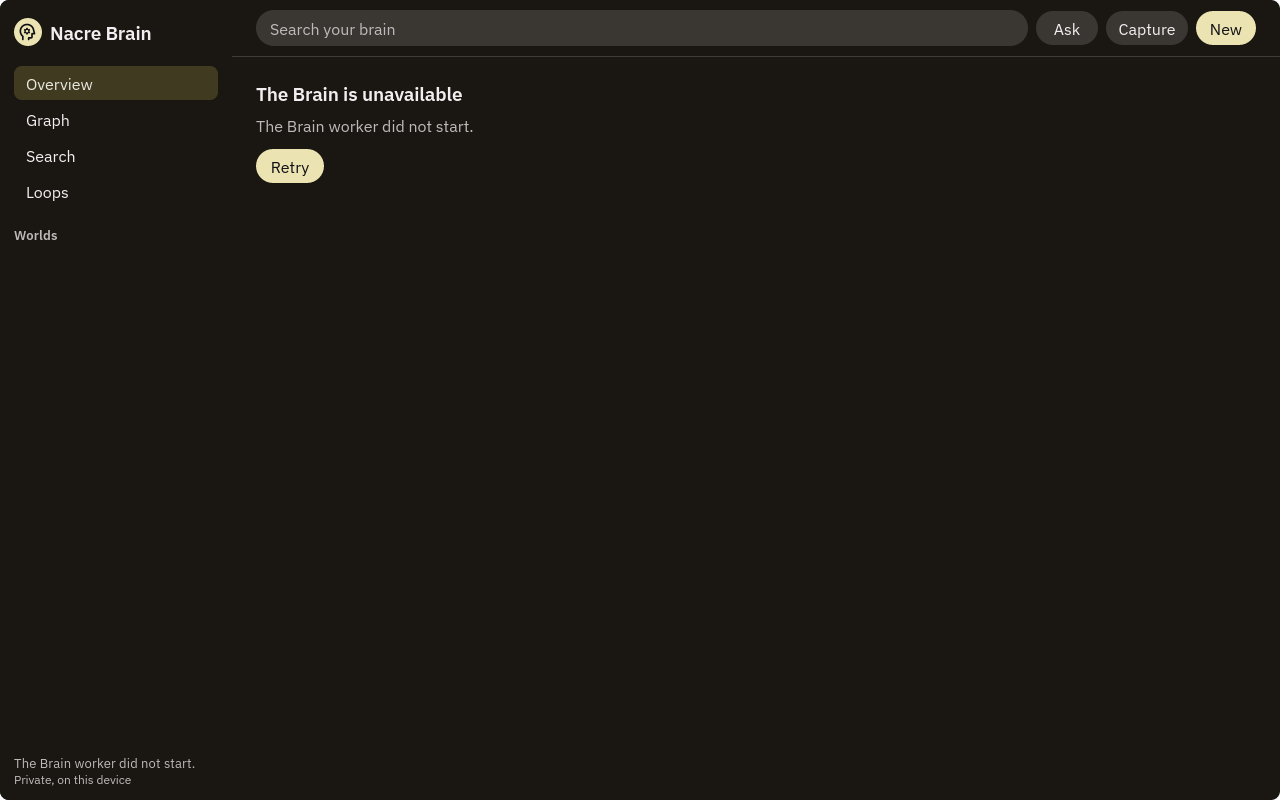 Nacre Brain
Overview
Graph
Search
Loops
Worlds
The Brain worker did not start.
Private, on this device
Search your brain
Ask
Capture
New
The Brain is unavailable
The Brain worker did not start.
Retry